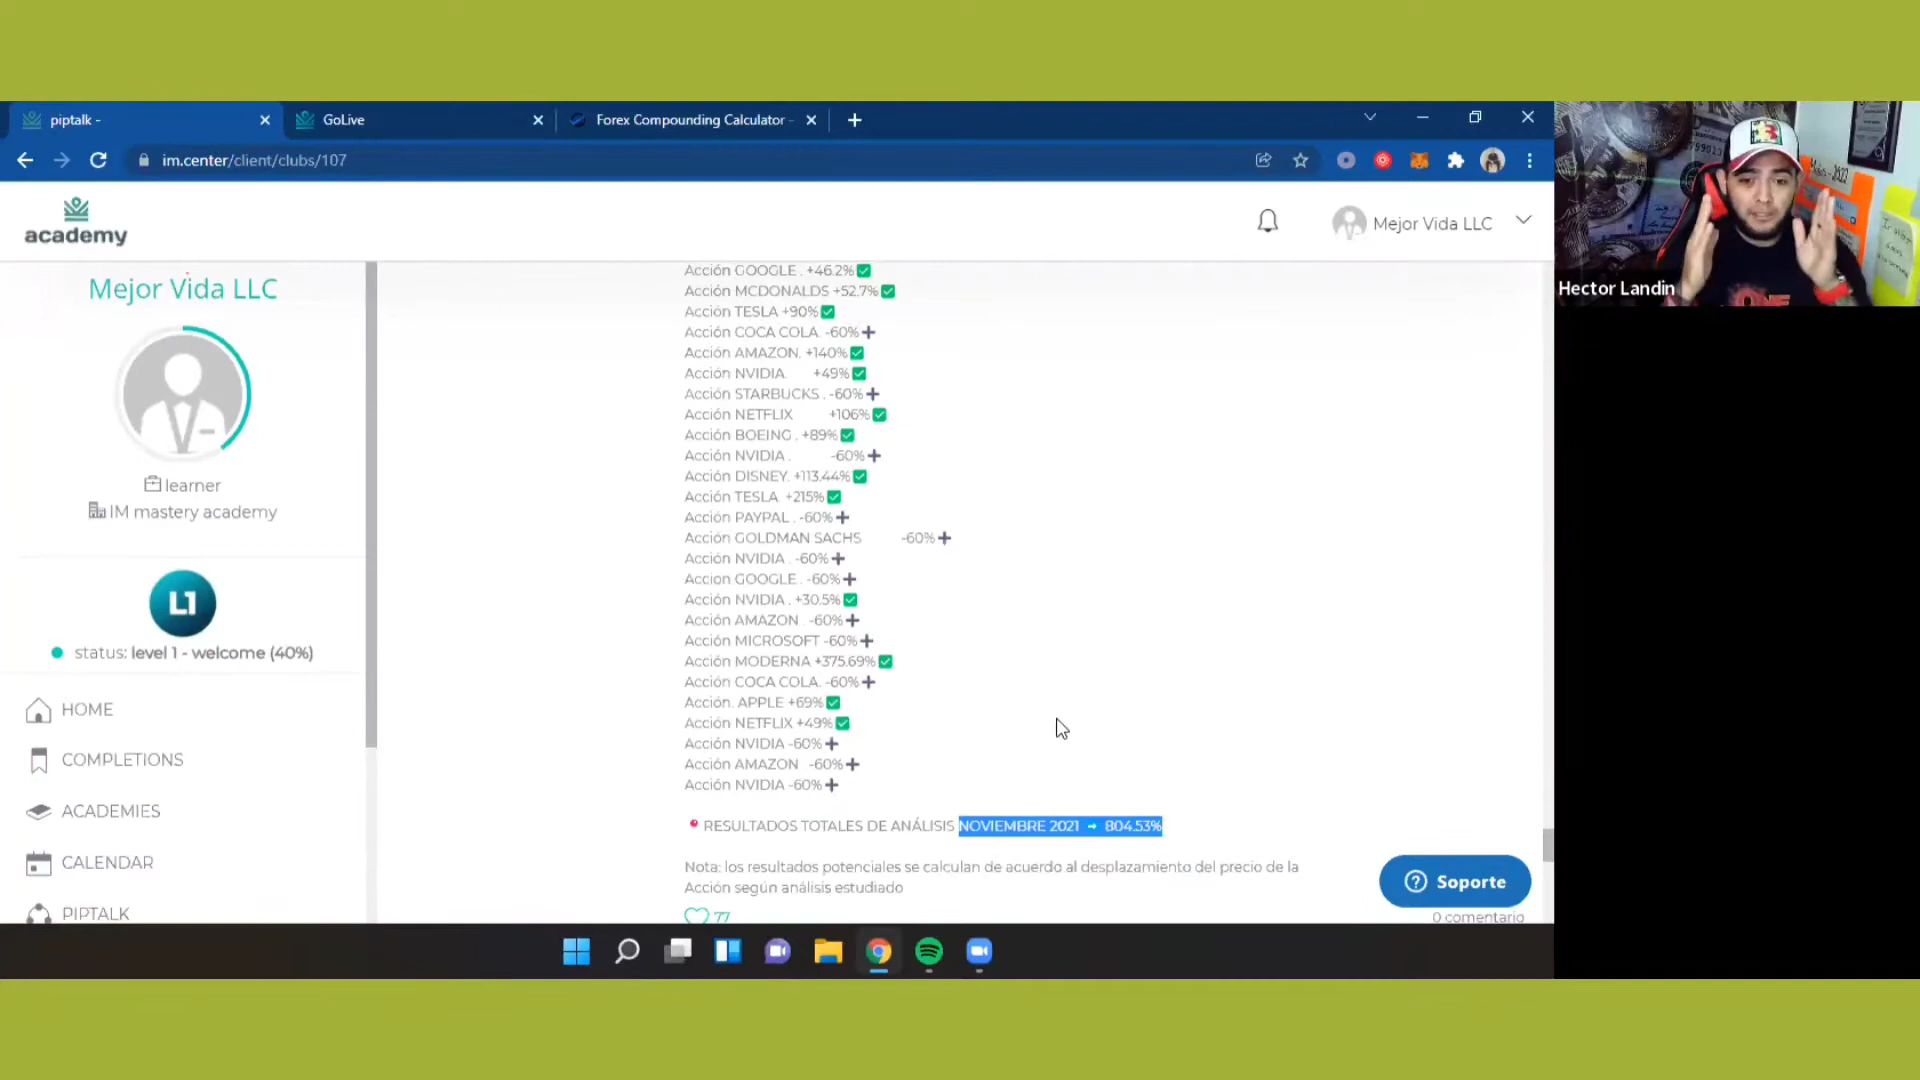 piptalk -
GoLive
Forex Compounding Calculator -
im.center/client/clubs/107
academy
Mejor Vida LLC
Mejor Vida LLC
learner
IM mastery academy
L1
status: level 1 - welcome (40%)
HOME
COMPLETIONS
ACADEMIES
CALENDAR
PIPTALK
Acción GOOGLE . +46.2%
Acción MCDONALDS +52.7%
Acción TESLA +90%
Acción COCA COLA. -60%
Acción AMAZON. +140%
Acción NVIDIA. +49%
Acción STARBUCKS . -60%
Acción NETFLIX +106%
Acción BOEING . +89%
Acción NVIDIA . -60%
Acción DISNEY. +113.44%
Acción TESLA +215%
Acción PAYPAL . -60%
Acción GOLDMAN SACHS -60%
Acción NVIDIA . -60%
Accion GOOGLE . -60%
Acción NVIDIA . +30.5%
Acción AMAZON . -60%
Acción MICROSOFT -60%
Acción MODERNA +375.69%
Acción COCA COLA. -60%
Acción. APPLE +69%
Acción NETFLIX +49%
Acción NVIDIA -60%
Acción AMAZON -60%
Acción NVIDIA -60%
RESULTADOS TOTALES DE ANÁLISIS NOVIEMBRE 2021 → 804.53%
Nota: los resultados potenciales se calculan de acuerdo al desplazamiento del precio de la
Acción según análisis estudiado
77
Soporte
0 comentario
Hector Landin